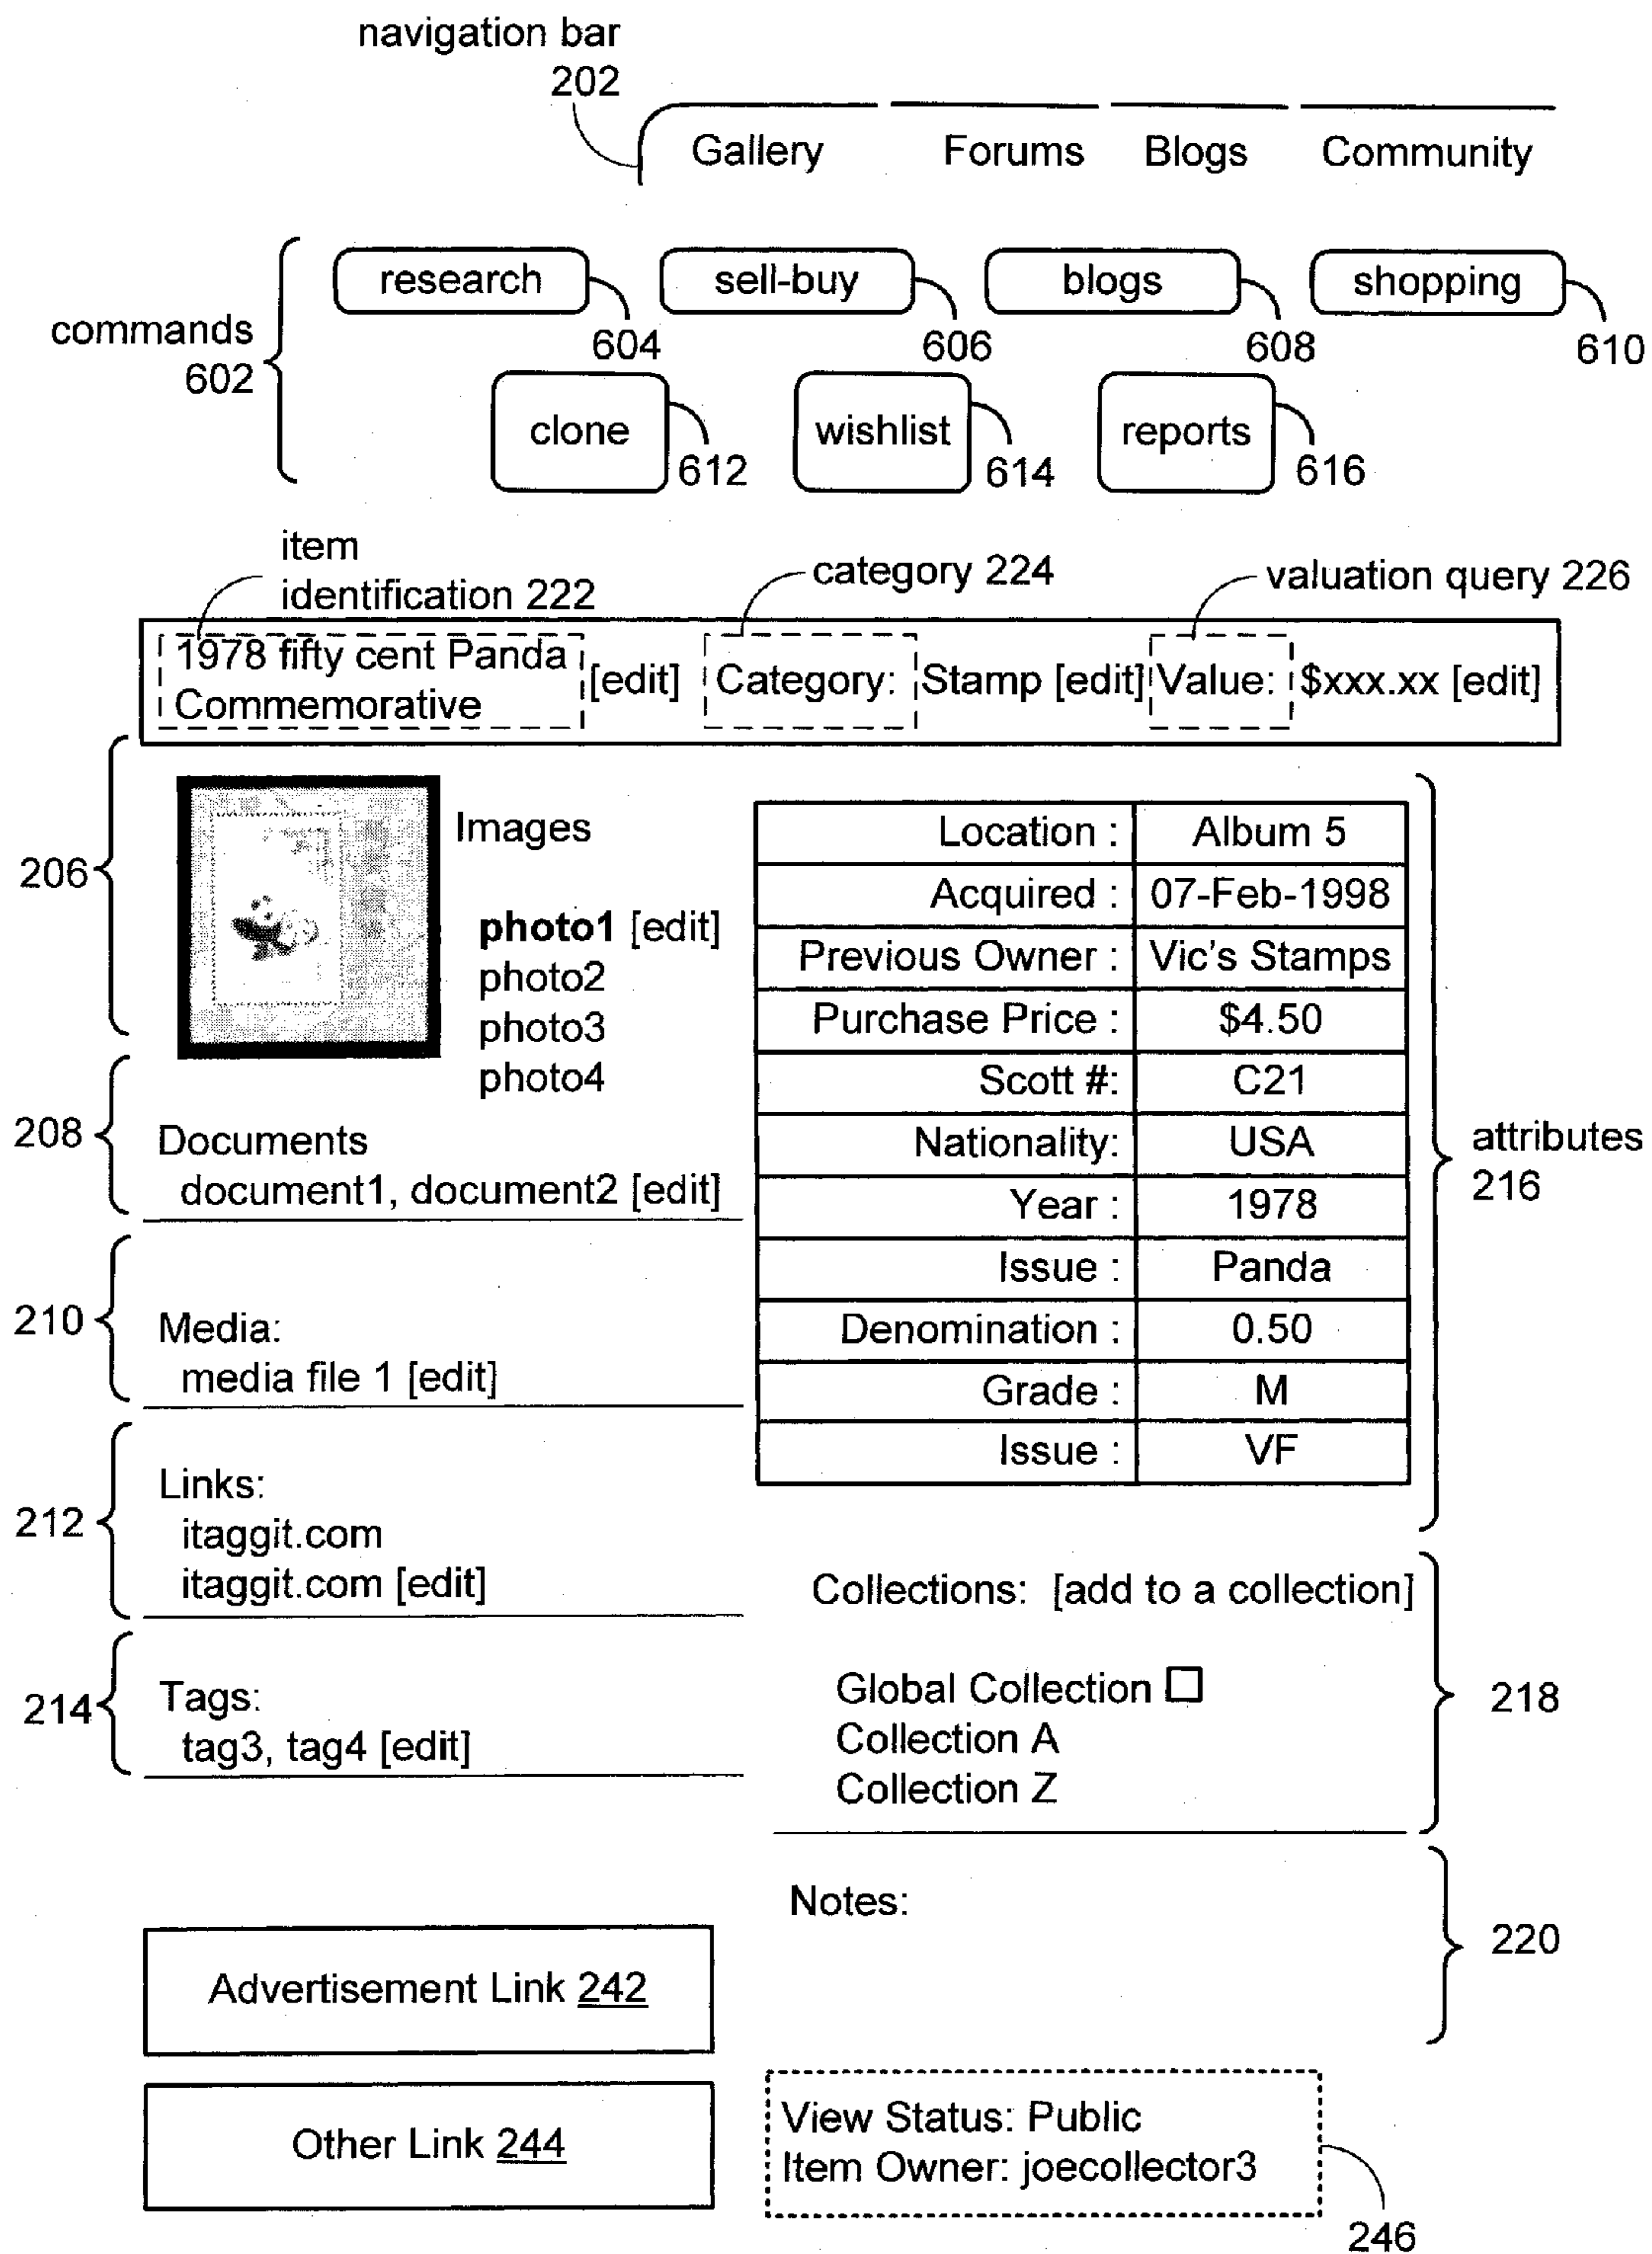 navigation bar
202
Gallery Forums Blogs Community
commands
602
research sell-buy blogs shopping
604 606 608 610
clone wishlist reports
612 614 616
item
identification 222
category 224
valuation query 226
1978 fifty cent Panda
Commemorative
[edit]
Category: Stamp [edit]
Value: $xxx.xx [edit]
206
Images
photo1 [edit]
photo2
photo3
photo4
208
Documents
document1, document2 [edit]
210
Media:
media file 1 [edit]
212
Links:
itaggit.com
itaggit.com [edit]
214
Tags:
tag3, tag4 [edit]
Location : Album 5
Acquired : 07-Feb-1998
Previous Owner : Vic's Stamps
Purchase Price : $4.50
Scott #: C21
Nationality: USA
Year : 1978
Issue : Panda
Denomination : 0.50
Grade : M
Issue : VF
attributes
216
Collections: [add to a collection]
Global Collection
Collection A
Collection Z
218
Notes:
220
Advertisement Link 242
Other Link 244
View Status: Public
Item Owner: joecollector3
246